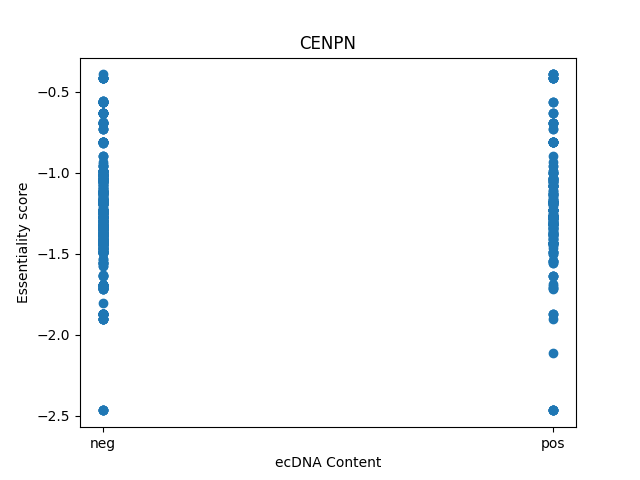 CENPN
−0.5
−1.0
−1.5
−2.0
−2.5
Essentiality score
neg
pos
ecDNA Content